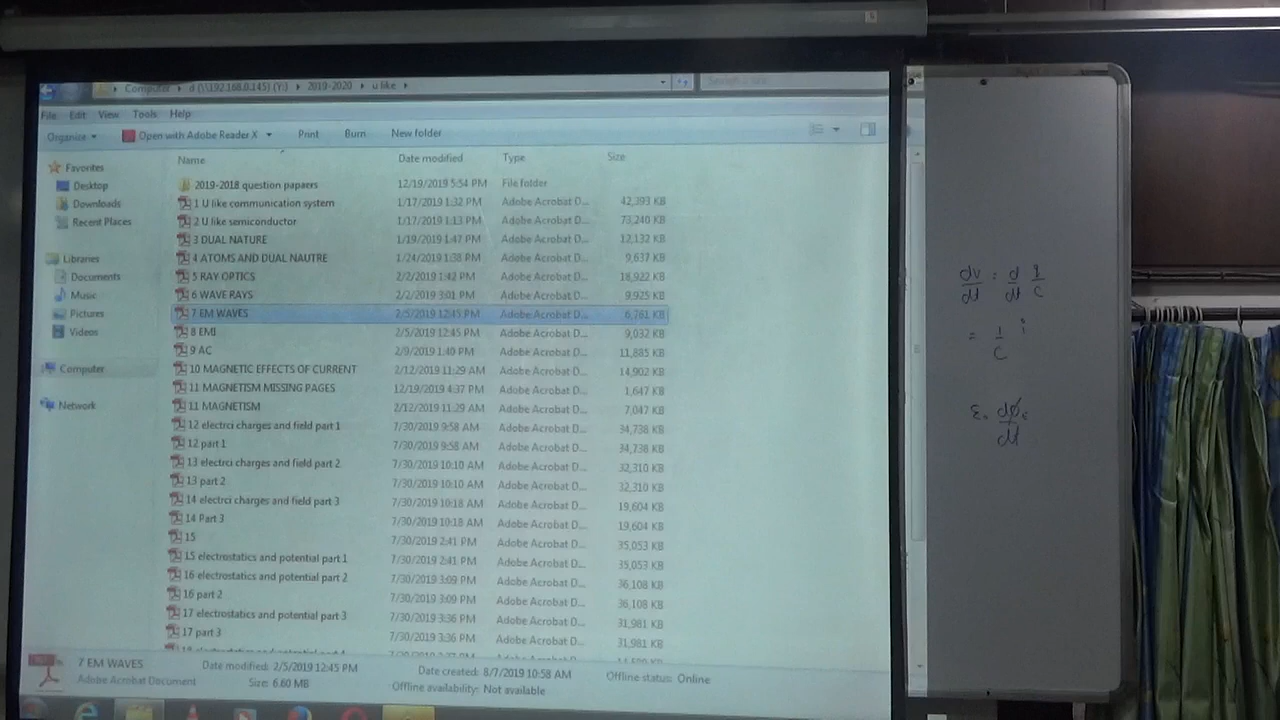 Computer ▸ d (\\192.168.0.145) (Y:) ▸ 2019-2020 ▸ u like ▸
File Edit View Tools Help
Organize Open with Adobe Reader X Print Burn New folder
Name Date modified Type Size
Favorites
Desktop
Downloads
Recent Places
Libraries
Documents
Music
Pictures
Videos
Computer
Network
2019-2018 question papaers 12/19/2019 5:54 PM File folder
1 U like communication system 1/17/2019 1:32 PM Adobe Acrobat D... 42,393 KB
2 U like semiconductor 1/17/2019 1:13 PM Adobe Acrobat D... 73,240 KB
3 DUAL NATURE 1/19/2019 1:47 PM Adobe Acrobat D... 12,132 KB
4 ATOMS AND DUAL NAUTRE 1/24/2019 1:38 PM Adobe Acrobat D... 9,637 KB
5 RAY OPTICS 2/2/2019 1:42 PM Adobe Acrobat D... 18,922 KB
6 WAVE RAYS 2/2/2019 3:01 PM Adobe Acrobat D... 9,925 KB
7 EM WAVES 2/5/2019 12:45 PM Adobe Acrobat D... 6,781 KB
8 EMI 2/5/2019 12:45 PM Adobe Acrobat D... 9,032 KB
9 AC 2/9/2019 1:40 PM Adobe Acrobat D... 11,885 KB
10 MAGNETIC EFFECTS OF CURRENT 2/12/2019 11:29 AM Adobe Acrobat D... 14,902 KB
11 MAGNETISM MISSING PAGES 12/19/2019 4:37 PM Adobe Acrobat D... 1,647 KB
11 MAGNETISM 2/12/2019 11:29 AM Adobe Acrobat D... 7,047 KB
12 electrci charges and field part 1 7/30/2019 9:58 AM Adobe Acrobat D... 34,738 KB
12 part 1 7/30/2019 9:58 AM Adobe Acrobat D... 34,738 KB
13 electrci charges and field part 2 7/30/2019 10:10 AM Adobe Acrobat D... 32,310 KB
13 part 2 7/30/2019 10:10 AM Adobe Acrobat D... 32,310 KB
14 electrci charges and field part 3 7/30/2019 10:18 AM Adobe Acrobat D... 19,604 KB
14 Part 3 7/30/2019 10:18 AM Adobe Acrobat D... 19,604 KB
15 7/30/2019 2:41 PM Adobe Acrobat D... 35,053 KB
15 electrostatics and potential part 1 7/30/2019 2:41 PM Adobe Acrobat D... 35,053 KB
16 electrostatics and potential part 2 7/30/2019 3:09 PM Adobe Acrobat D... 36,108 KB
16 part 2 7/30/2019 3:09 PM Adobe Acrobat D... 36,108 KB
17 electrostatics and potential part 3 7/30/2019 3:36 PM Adobe Acrobat D... 31,981 KB
17 part 3 7/30/2019 3:36 PM Adobe Acrobat D... 31,981 KB
7 EM WAVES Date modified: 2/5/2019 12:45 PM Date created: 8/7/2019 10:58 AM Offline status: Online
Adobe Acrobat Document Size: 6.60 MB Offline availability: Not available
dv/dt = d/dt q/c
= 1/C i
ε₀ dφε/dt